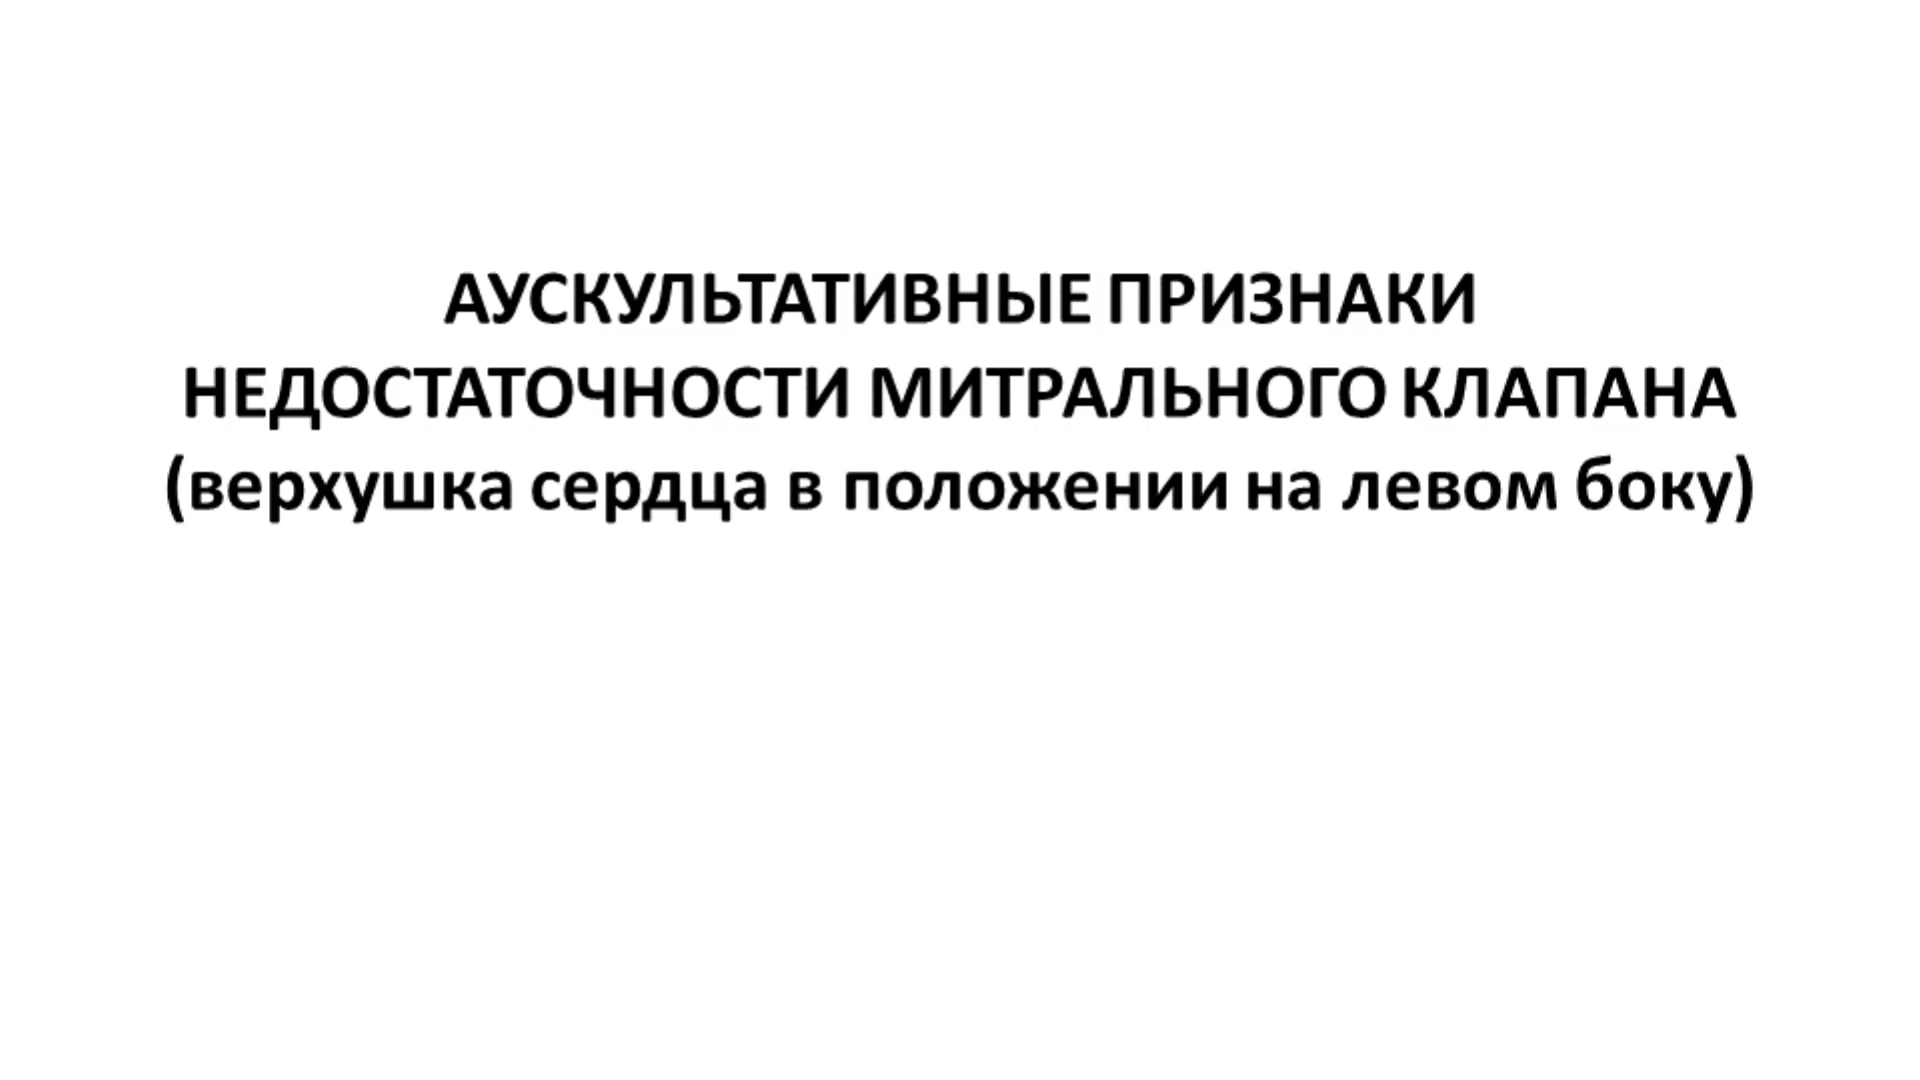 АУСКУЛЬТАТИВНЫЕ ПРИЗНАКИ
НЕДОСТАТОЧНОСТИ МИТРАЛЬНОГО КЛАПАНА
(верхушка сердца в положении на левом боку)